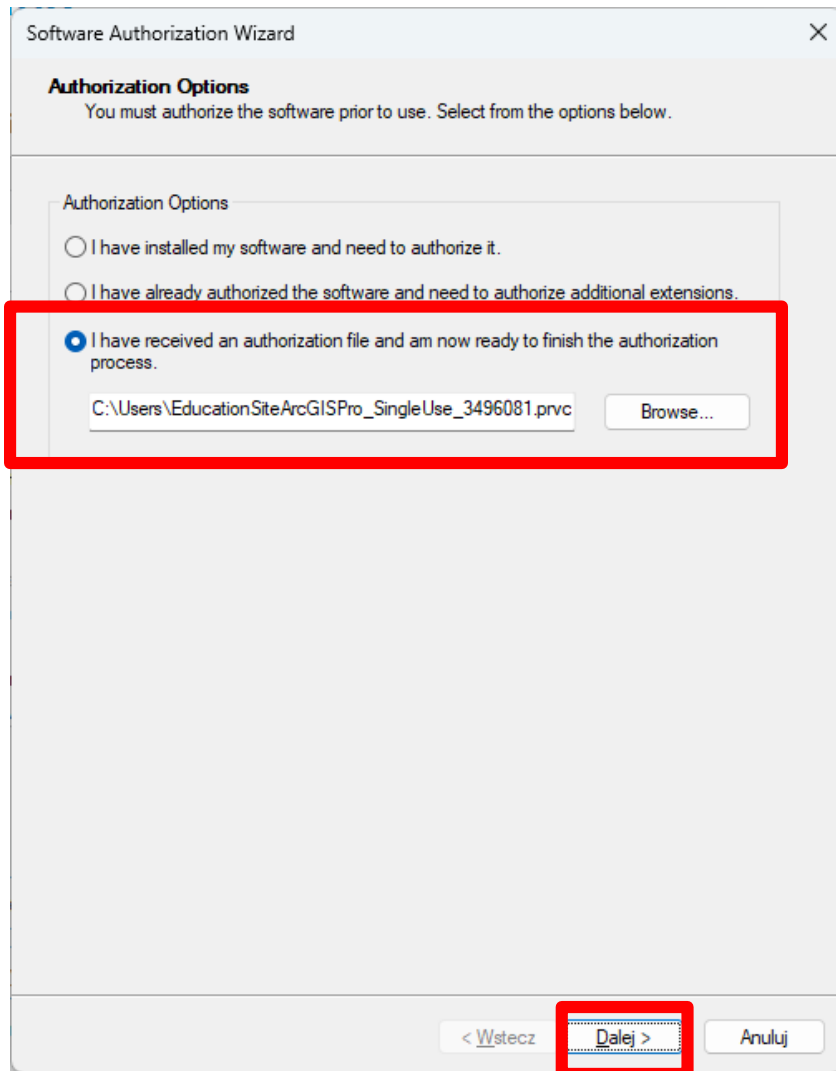 Software Authorization Wizard
Authorization Options
You must authorize the software prior to use. Select from the options below.
Authorization Options
I have installed my software and need to authorize it.
I have already authorized the software and need to authorize additional extensions.
I have received an authorization file and am now ready to finish the authorization
process.
C:\Users\EducationSiteArcGISPro_SingleUse_3496081.prvc
Browse...
< Wstecz
Dalej >
Anuluj